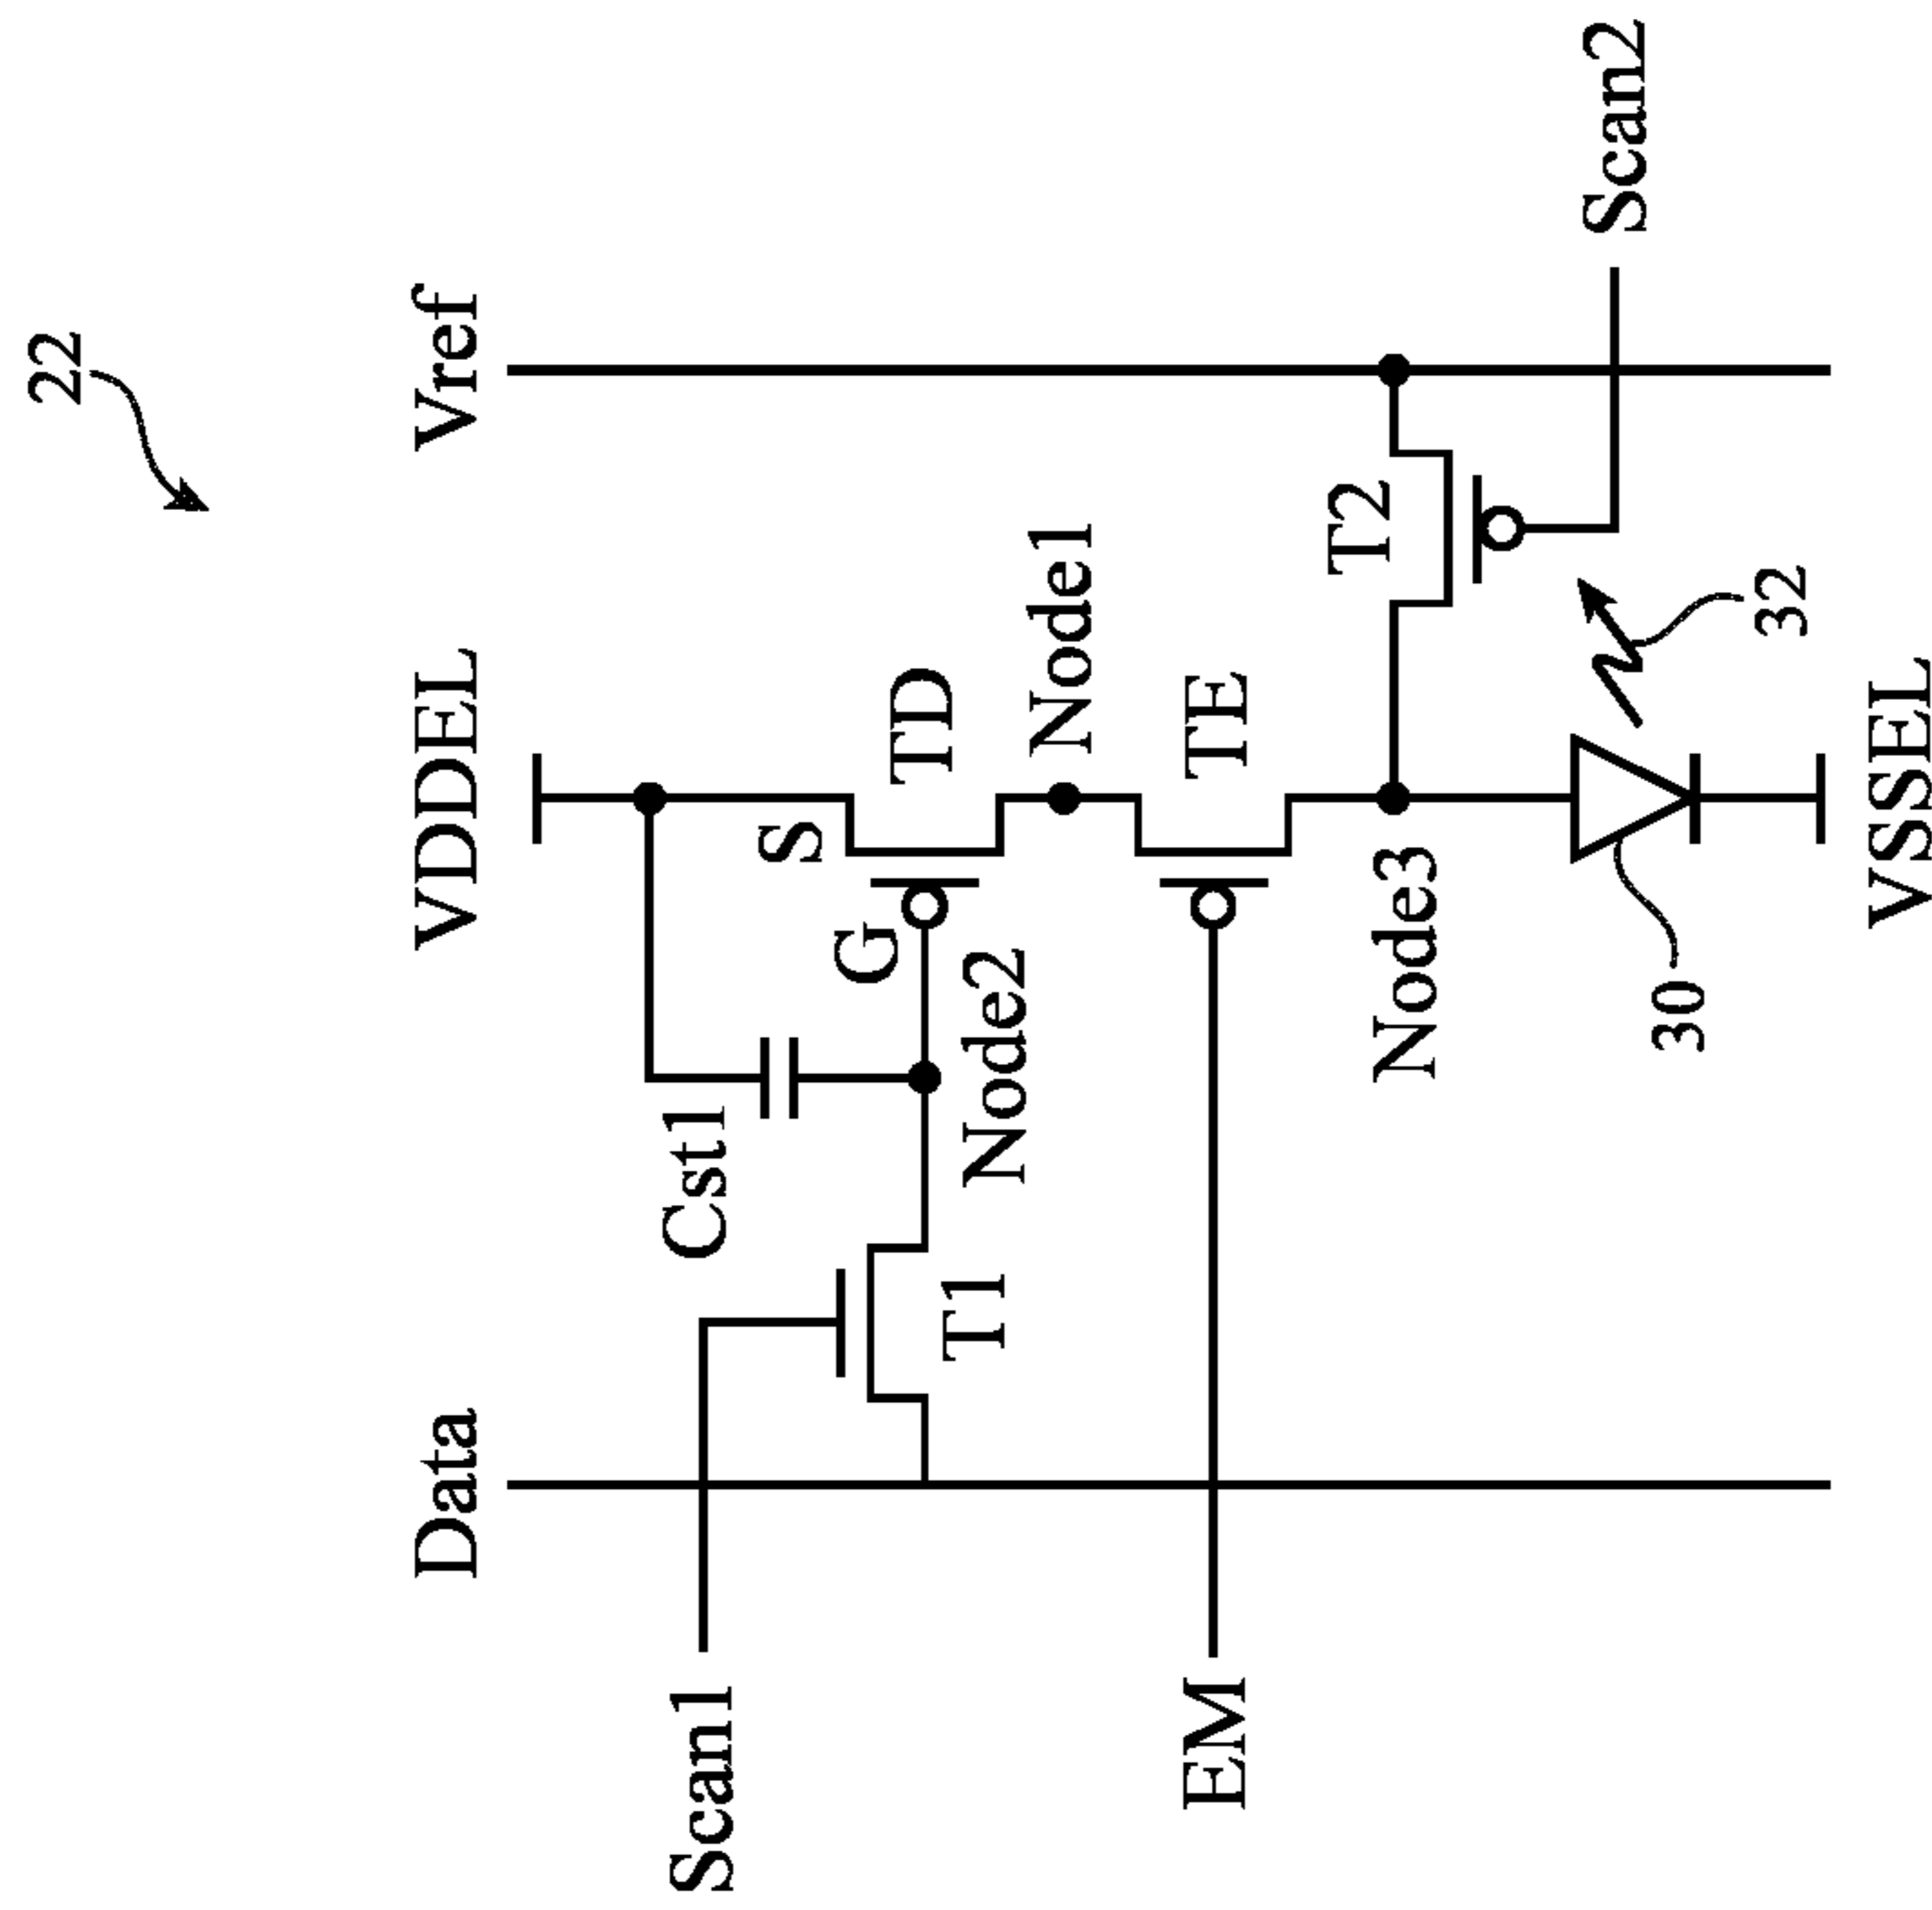 22
Data
VDDEL
Vref
Scan1
Cst1
S
G
TD
T1
Node2
Node1
EM
TE
T2
Node3
Scan2
30
32
VSSEL